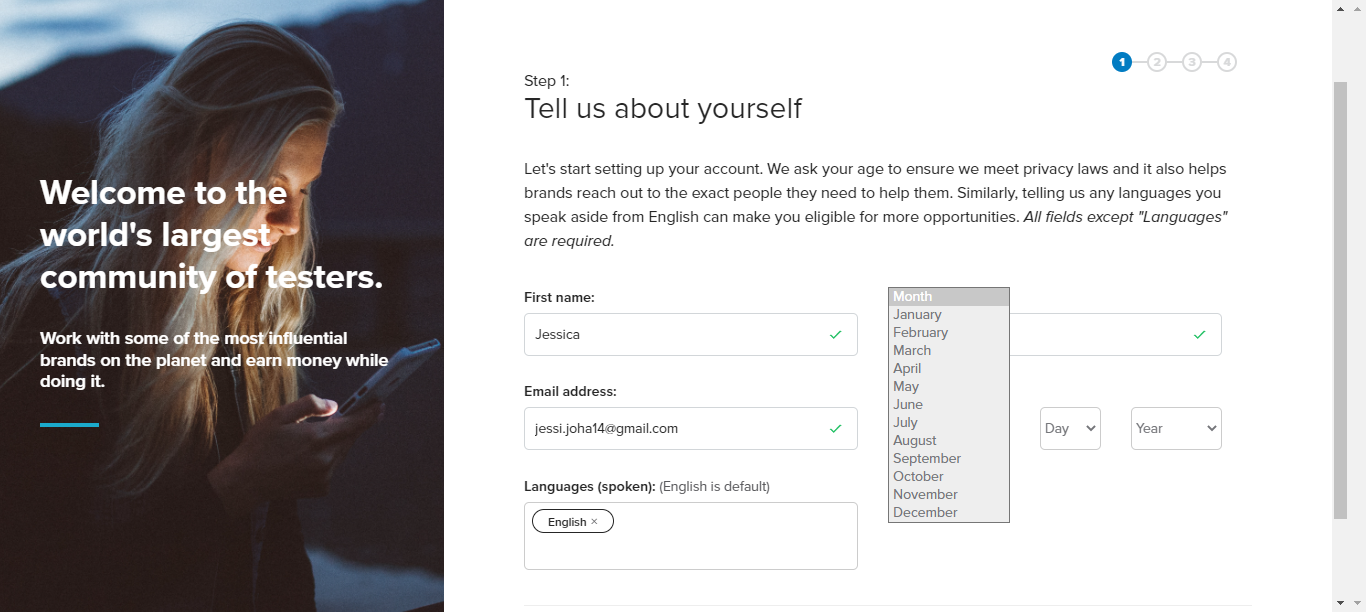 Welcome to the
world's largest
community of testers.
Work with some of the most influential
brands on the planet and earn money while
doing it.
1 2 3 4
Step 1:
Tell us about yourself
Let's start setting up your account. We ask your age to ensure we meet privacy laws and it also helps
brands reach out to the exact people they need to help them. Similarly, telling us any languages you
speak aside from English can make you eligible for more opportunities. All fields except "Languages"
are required.
First name:
Jessica
Email address:
jessi.joha14@gmail.com
Languages (spoken): (English is default)
English ×
Month
January
February
March
April
May
June
July
August
September
October
November
December
Day
Year